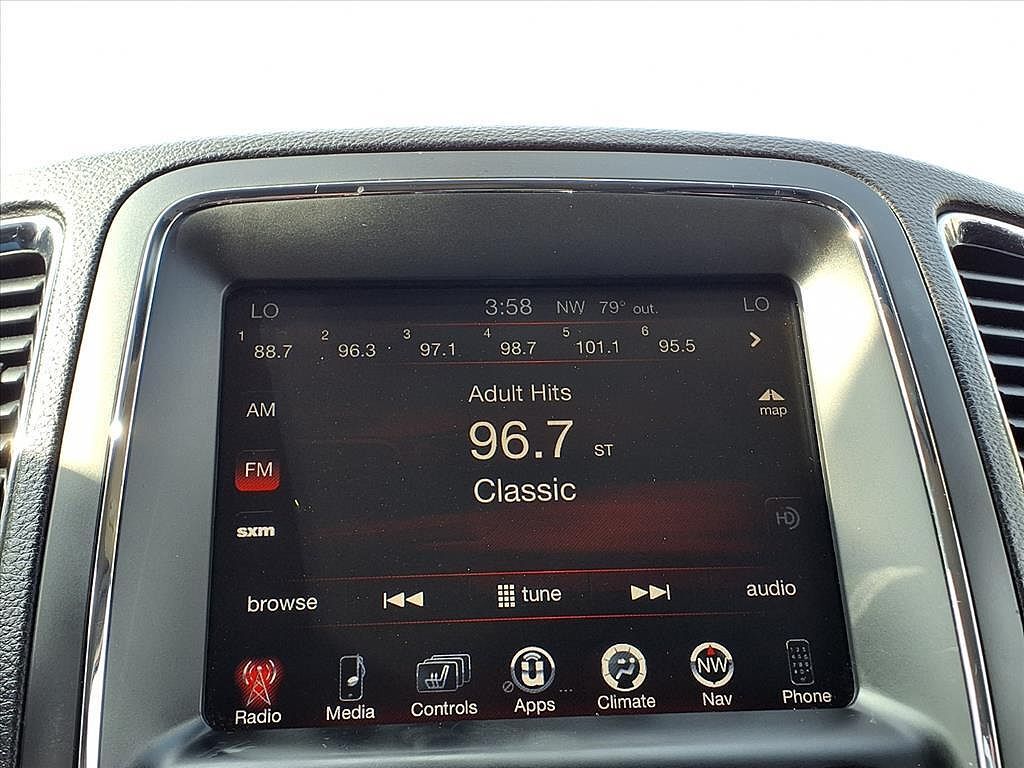 LO 3:58 NW 79° out. LO
1 88.7 2 96.3 3 97.1 4 98.7 5 101.1 6 95.5
AM
Adult Hits
map
FM
96.7 ST
Classic
sxm
HD
browse tune audio
NW
Radio Media Controls Apps Climate Nav Phone